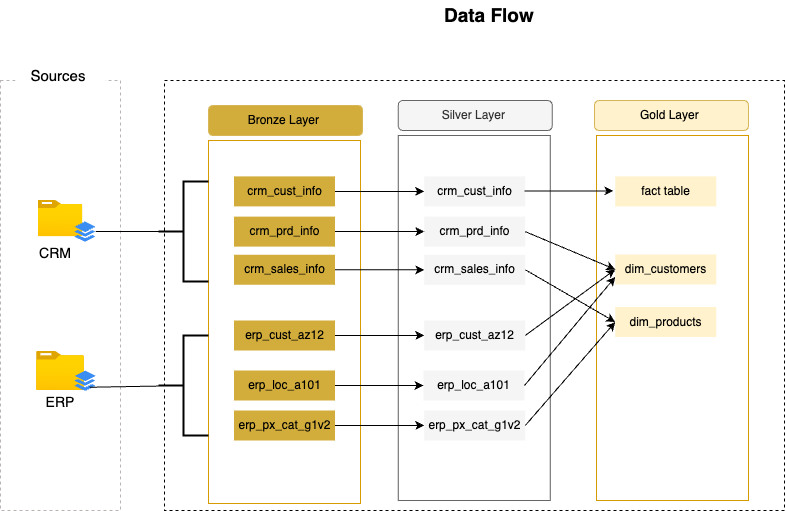 Data Flow
Sources
Bronze Layer
Silver Layer
Gold Layer
crm_cust_info
crm_cust_info
fact table
crm_prd_info
crm_prd_info
CRM
crm_sales_info
crm_sales_info
dim_customers
dim_products
erp_cust_az12
erp_cust_az12
ERP
erp_loc_a101
erp_loc_a101
erp_px_cat_g1v2
erp_px_cat_g1v2